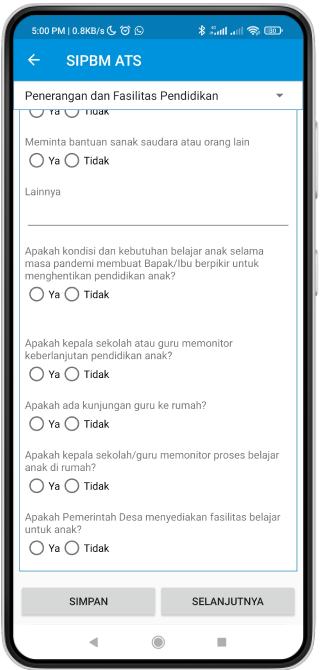 5:00 PM | 0.8KB/s
30
SIPBM ATS
Penerangan dan Fasilitas Pendidikan
Ya Tidak
Meminta bantuan sanak saudara atau orang lain
Ya Tidak
Lainnya
Apakah kondisi dan kebutuhan belajar anak selama
masa pandemi membuat Bapak/Ibu berpikir untuk
menghentikan pendidikan anak?
Ya Tidak
Apakah kepala sekolah atau guru memonitor
keberlanjutan pendidikan anak?
Ya Tidak
Apakah ada kunjungan guru ke rumah?
Ya Tidak
Apakah kepala sekolah/guru memonitor proses belajar
anak di rumah?
Ya Tidak
Apakah Pemerintah Desa menyediakan fasilitas belajar
untuk anak?
Ya Tidak
SIMPAN SELANJUTNYA